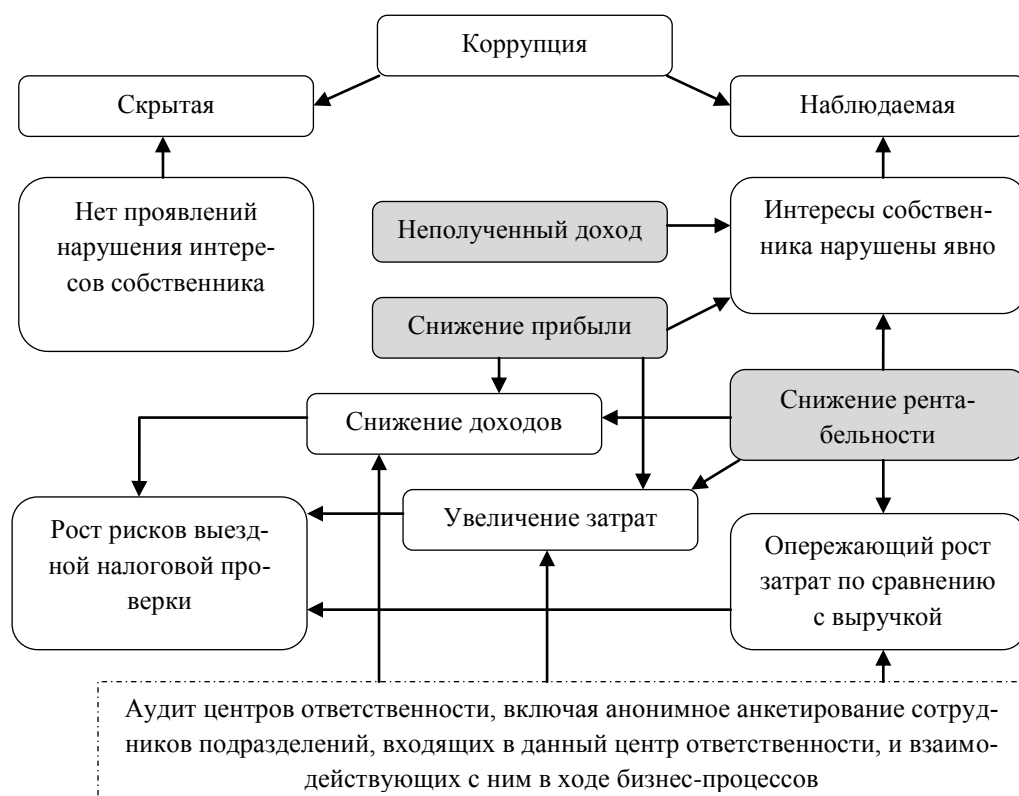 Коррупция
Скрытая
Наблюдаемая
Нет проявлений
нарушения интере-
сов собственника
Неполученный доход
Интересы собствен-
ника нарушены явно
Снижение прибыли
Снижение доходов
Снижение рента-
бельности
Рост рисков выезд-
ной налоговой про-
верки
Увеличение затрат
Опережающий рост
затрат по сравнению
с выручкой
Аудит центров ответственности, включая анонимное анкетирование сотруд-
ников подразделений, входящих в данный центр ответственности, и взаимо-
действующих с ним в ходе бизнес-процессов